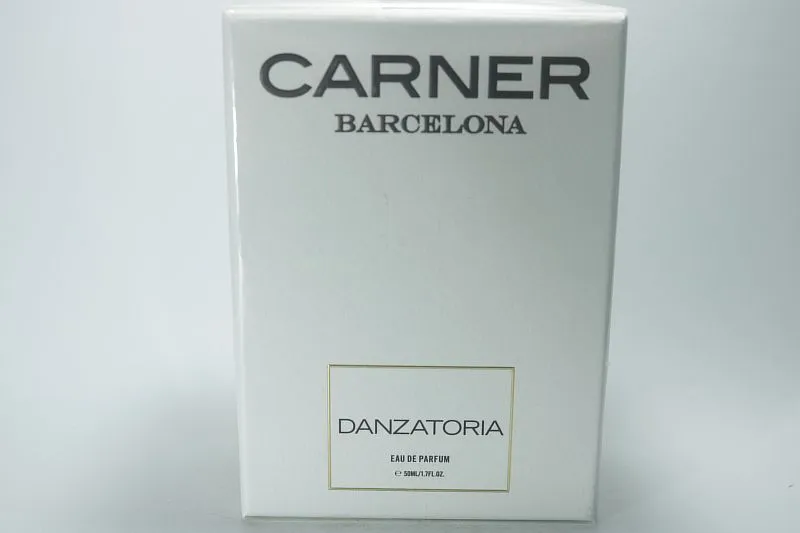 CARNER
BARCELONA
DANZATORIA
EAU DE PARFUM
℮ 50ML/1.7FL.OZ.